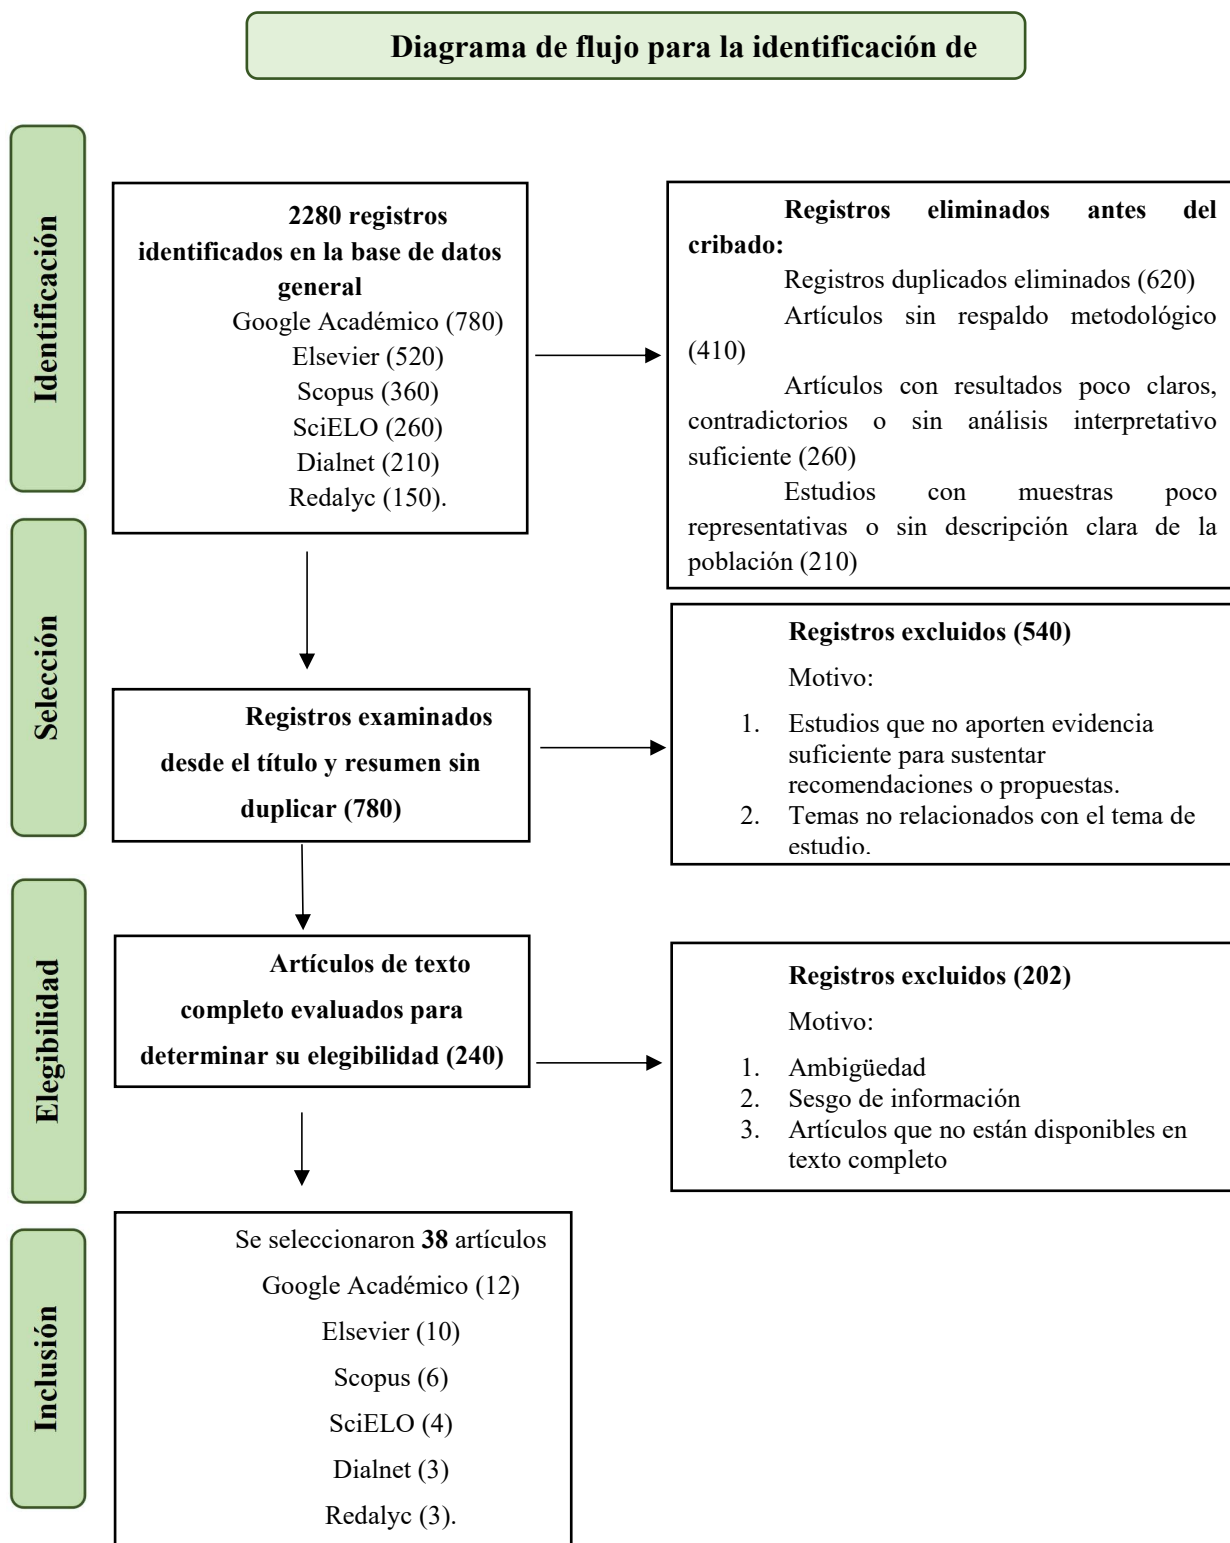 Diagrama de flujo para la identificación de
Identificación
2280 registros
identificados en la base de datos
general
Google Académico (780)
Elsevier (520)
Scopus (360)
SciELO (260)
Dialnet (210)
Redalyc (150).
Registros eliminados antes del
cribado:
Registros duplicados eliminados (620)
Artículos sin respaldo metodológico
(410)
Artículos con resultados poco claros,
contradictorios o sin análisis interpretativo
suficiente (260)
Estudios con muestras poco
representativas o sin descripción clara de la
población (210)
Selección
Registros examinados
desde el título y resumen sin
duplicar (780)
Registros excluidos (540)
Motivo:
1. Estudios que no aporten evidencia
suficiente para sustentar
recomendaciones o propuestas.
2. Temas no relacionados con el tema de
estudio.
Elegibilidad
Artículos de texto
completo evaluados para
determinar su elegibilidad (240)
Registros excluidos (202)
Motivo:
1. Ambigüedad
2. Sesgo de información
3. Artículos que no están disponibles en
texto completo
Inclusión
Se seleccionaron 38 artículos
Google Académico (12)
Elsevier (10)
Scopus (6)
SciELO (4)
Dialnet (3)
Redalyc (3).